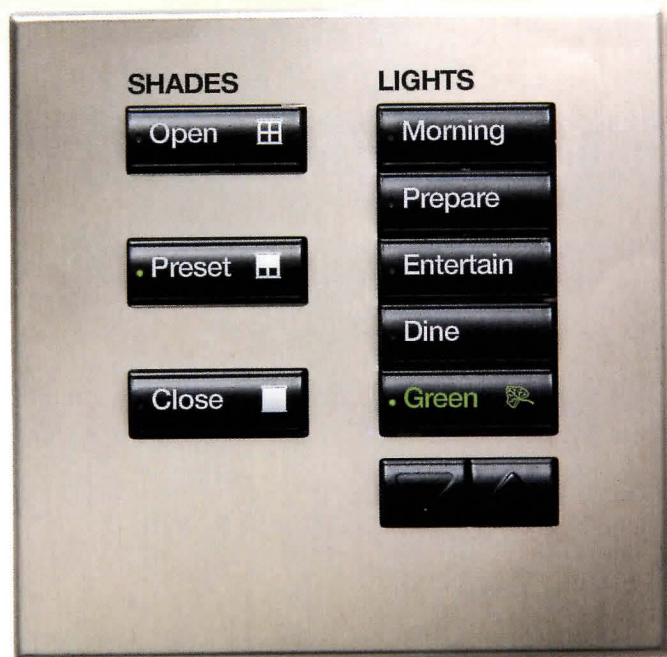 SHADES
Open
Preset
Close
LIGHTS
Morning
Prepare
Entertain
Dine
Green